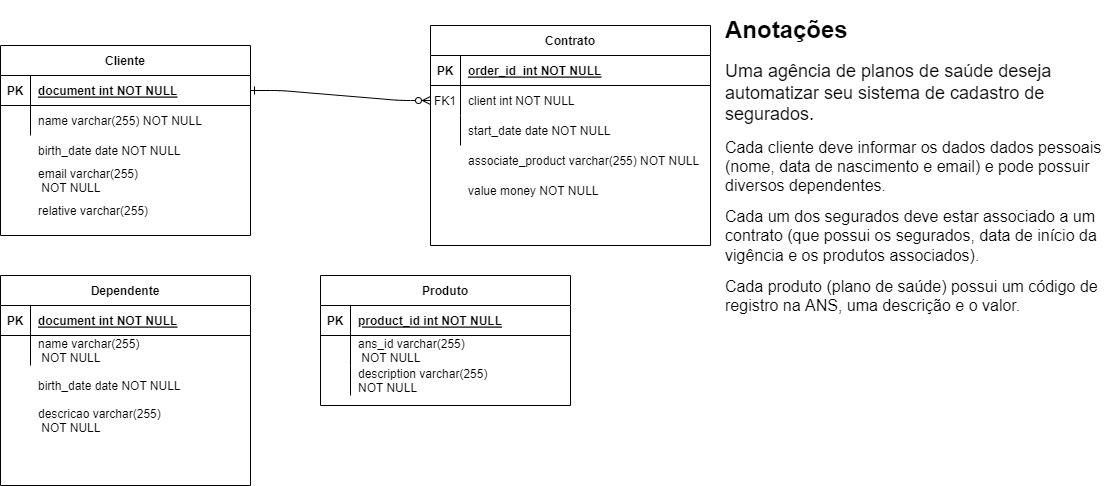 Cliente
PK document int NOT NULL
name varchar(255) NOT NULL
birth_date date NOT NULL
email varchar(255)
NOT NULL
relative varchar(255)
Contrato
PK order_id int NOT NULL
FK1 client int NOT NULL
start_date date NOT NULL
associate_product varchar(255) NOT NULL
value money NOT NULL
Anotações
Uma agência de planos de saúde deseja
automatizar seu sistema de cadastro de
segurados.
Cada cliente deve informar os dados dados pessoais
(nome, data de nascimento e email) e pode possuir
diversos dependentes.
Cada um dos segurados deve estar associado a um
contrato (que possui os segurados, data de início da
vigência e os produtos associados).
Cada produto (plano de saúde) possui um código de
registro na ANS, uma descrição e o valor.
Dependente
PK document int NOT NULL
name varchar(255)
NOT NULL
birth_date date NOT NULL
descricao varchar(255)
NOT NULL
Produto
PK product_id int NOT NULL
ans_id varchar(255)
NOT NULL
description varchar(255)
NOT NULL